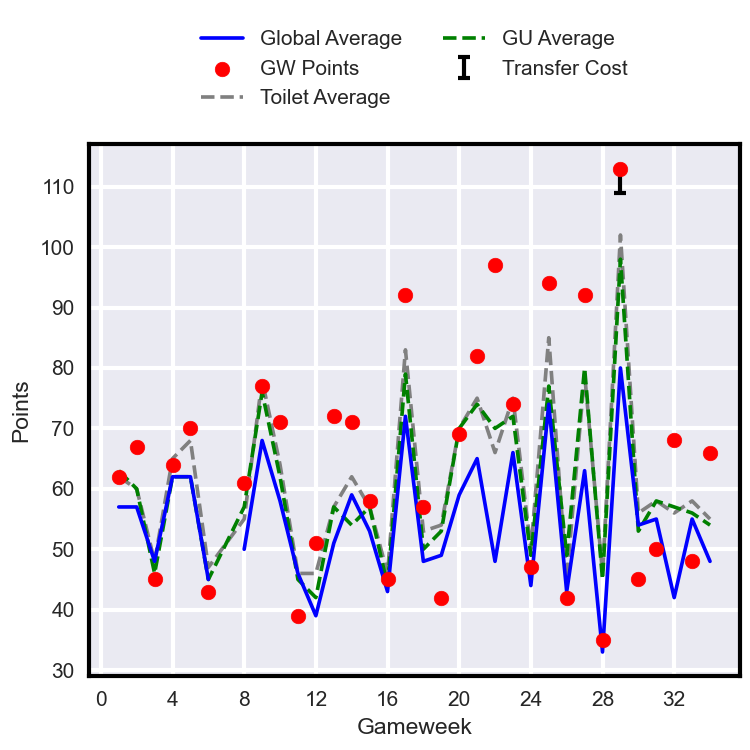 Global Average
GU Average
GW Points
Transfer Cost
Toilet Average
110
100
90
80
70
60
50
40
30
Points
0 4 8 12 16 20 24 28 32
Gameweek